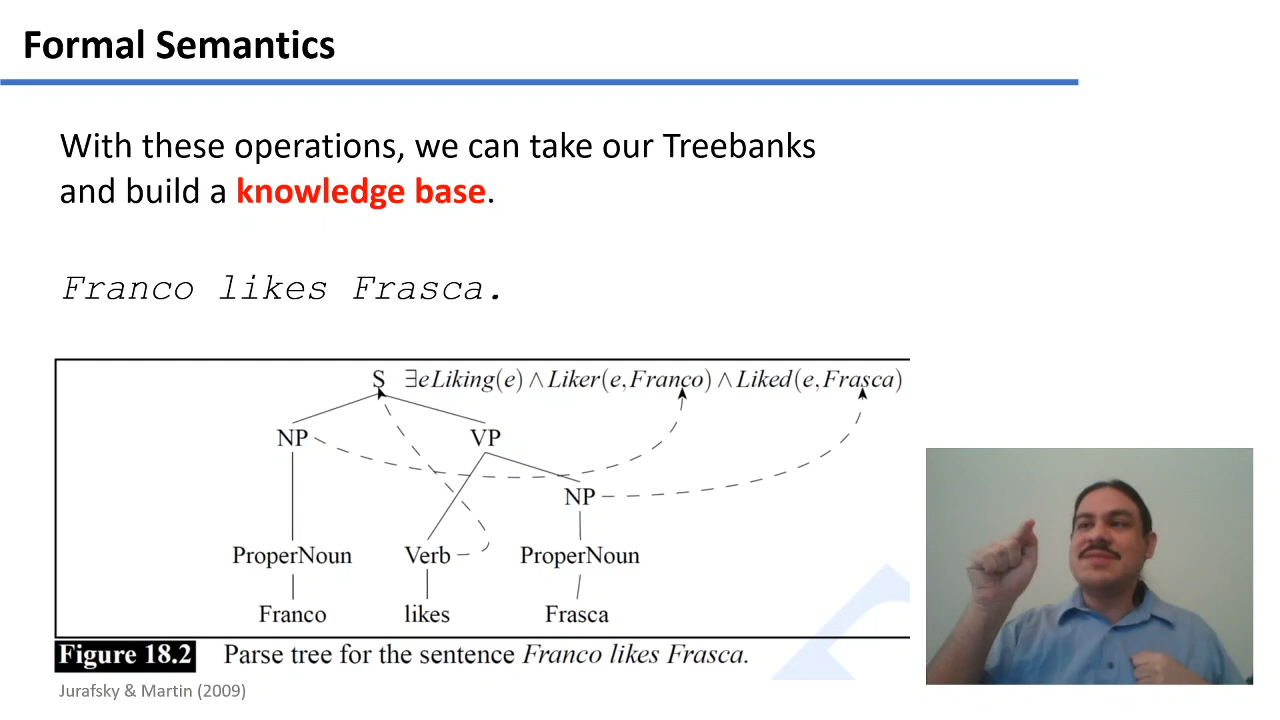 Formal Semantics
With these operations, we can take our Treebanks
and build a knowledge base.
Franco likes Frasca.
S ∃e Liking(e) ∧ Liker(e,Franco) ∧ Liked(e,Frasca)
NP VP
NP
ProperNoun Verb ProperNoun
Franco likes Frasca
Figure 18.2 Parse tree for the sentence Franco likes Frasca.
Jurafsky & Martin (2009)